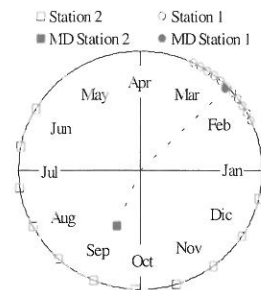 □ Station 2 ○ Station 1
■ MD Station 2 ● MD Station 1
Apr
May Mar
Jun Feb
Jul Jan
Aug Dic
Sep Nov
Oct